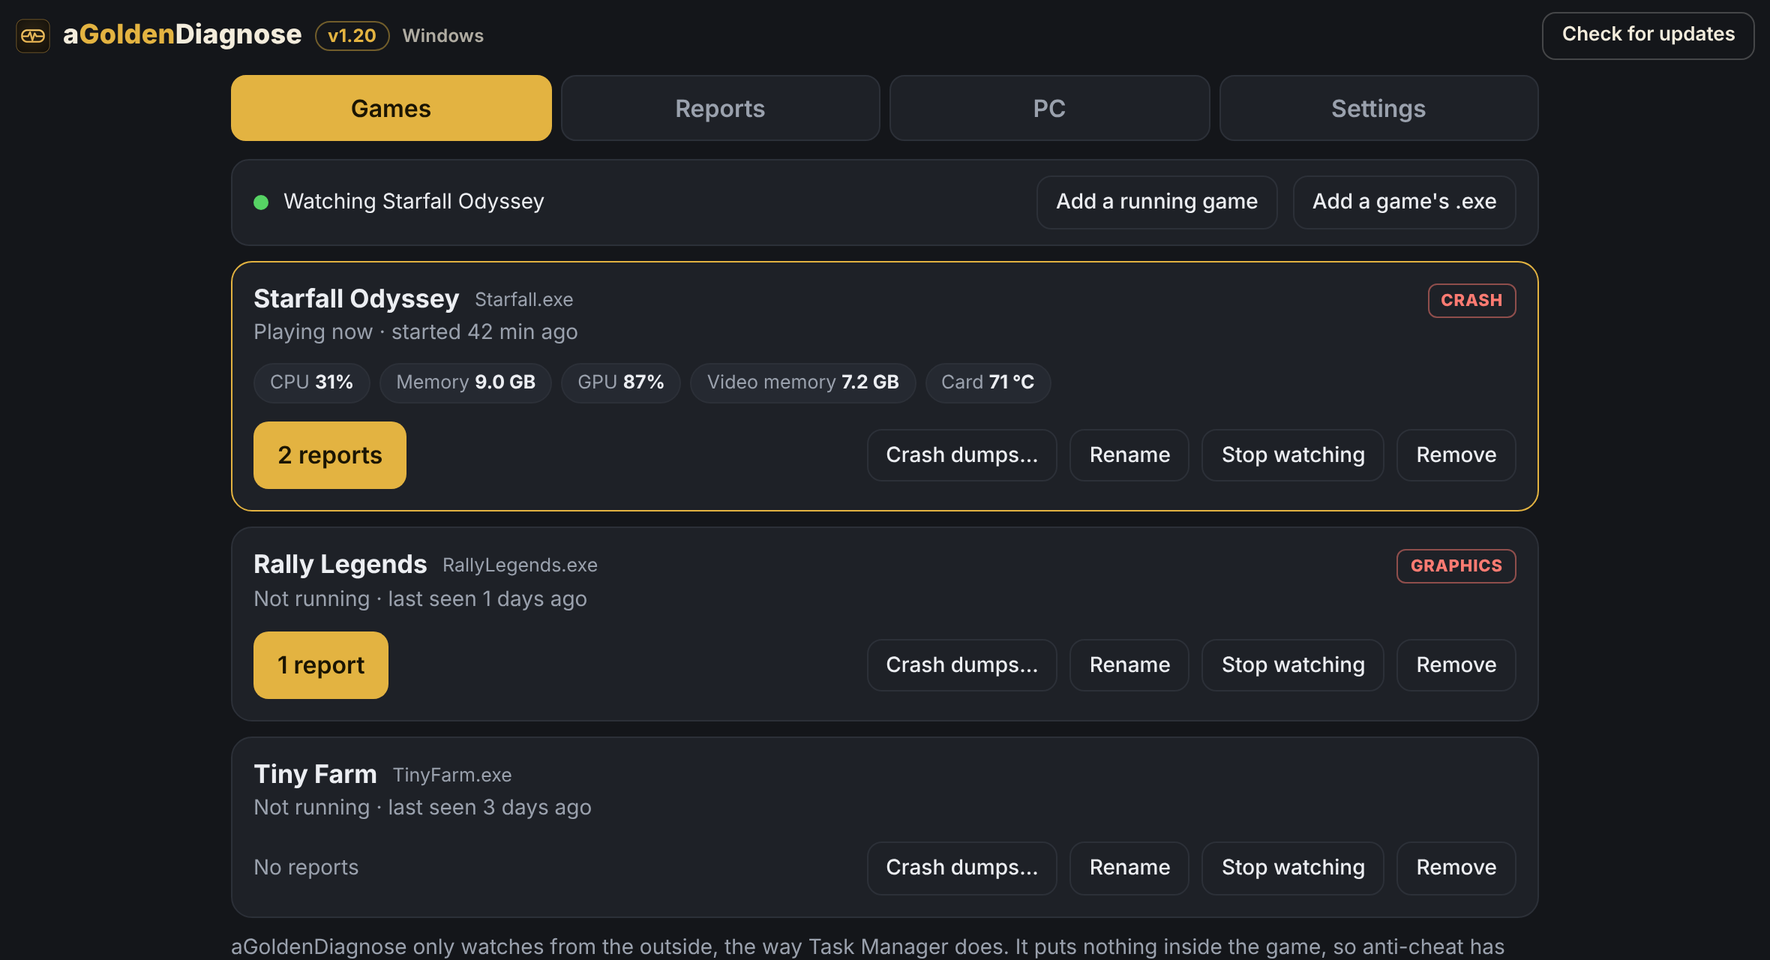 aGoldenDiagnose v1.20 Windows
Check for updates
Games
Reports
PC
Settings
Watching Starfall Odyssey
Add a running game
Add a game's .exe
Starfall Odyssey Starfall.exe
CRASH
Playing now · started 42 min ago
CPU 31%
Memory 9.0 GB
GPU 87%
Video memory 7.2 GB
Card 71 °C
2 reports
Crash dumps...
Rename
Stop watching
Remove
Rally Legends RallyLegends.exe
GRAPHICS
Not running · last seen 1 days ago
1 report
Crash dumps...
Rename
Stop watching
Remove
Tiny Farm TinyFarm.exe
Not running · last seen 3 days ago
No reports
Crash dumps...
Rename
Stop watching
Remove
aGoldenDiagnose only watches from the outside, the way Task Manager does. It puts nothing inside the game, so anti-cheat has